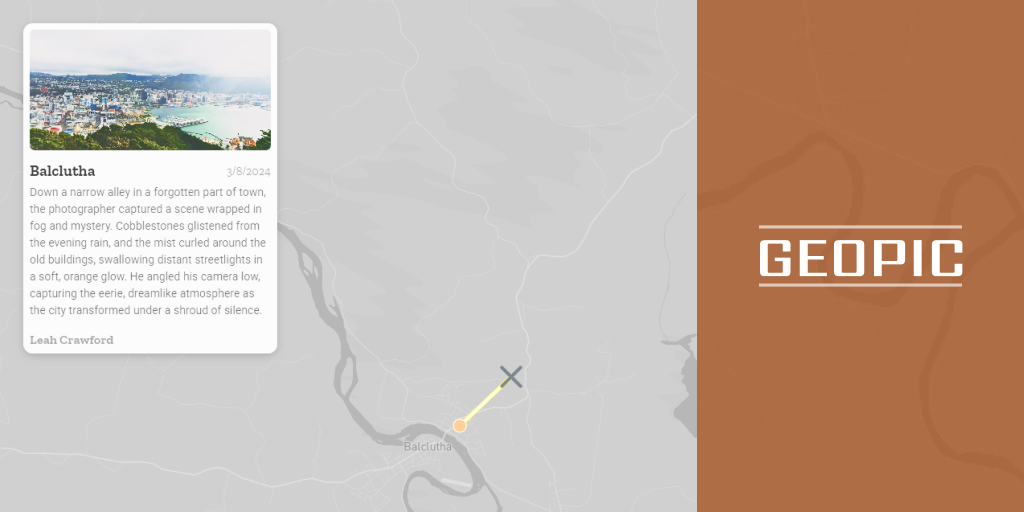 Balclutha
3/8/2024
Down a narrow alley in a forgotten part of town,
the photographer captured a scene wrapped in
fog and mystery. Cobblestones glistened from
the evening rain, and the mist curled around the
old buildings, swallowing distant streetlights in
a soft, orange glow. He angled his camera low,
capturing the eerie, dreamlike atmosphere as
the city transformed under a shroud of silence.
Leah Crawford
Balclutha
GEOPIC